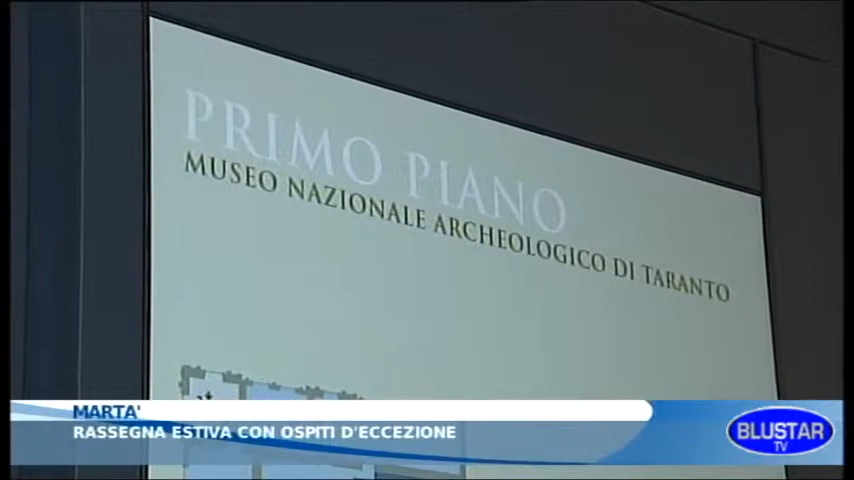 PRIMO PIANO
MUSEO NAZIONALE ARCHEOLOGICO DI TARANTO
MARTA'
RASSEGNA ESTIVA CON OSPITI D'ECCEZIONE
BLUSTAR
TV